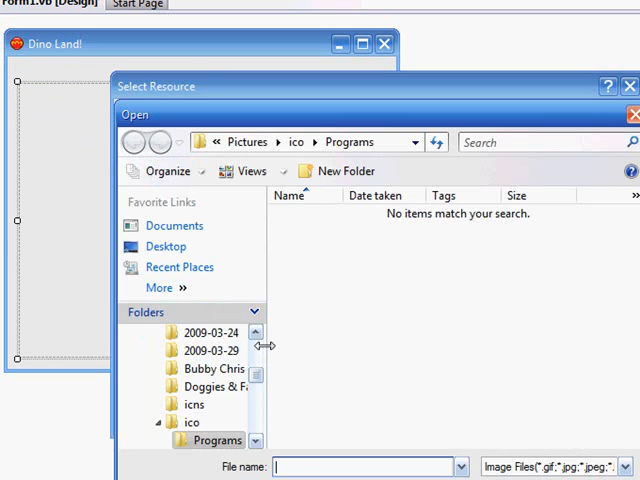 Form1.vb [Design] Start Page
Dino Land!
Select Resource
Open
« Pictures Ico Programs Search
Organize Views New Folder
Favorite Links
Name Date taken Tags Size »
Documents
No items match your search.
Desktop
Recent Places
More »
Folders
2009-03-24
2009-03-29
Bubby Chris
Doggies & Fa
icns
ico
Programs
File name: Image Files(*.gif;*.jpg;*.jpeg;*.